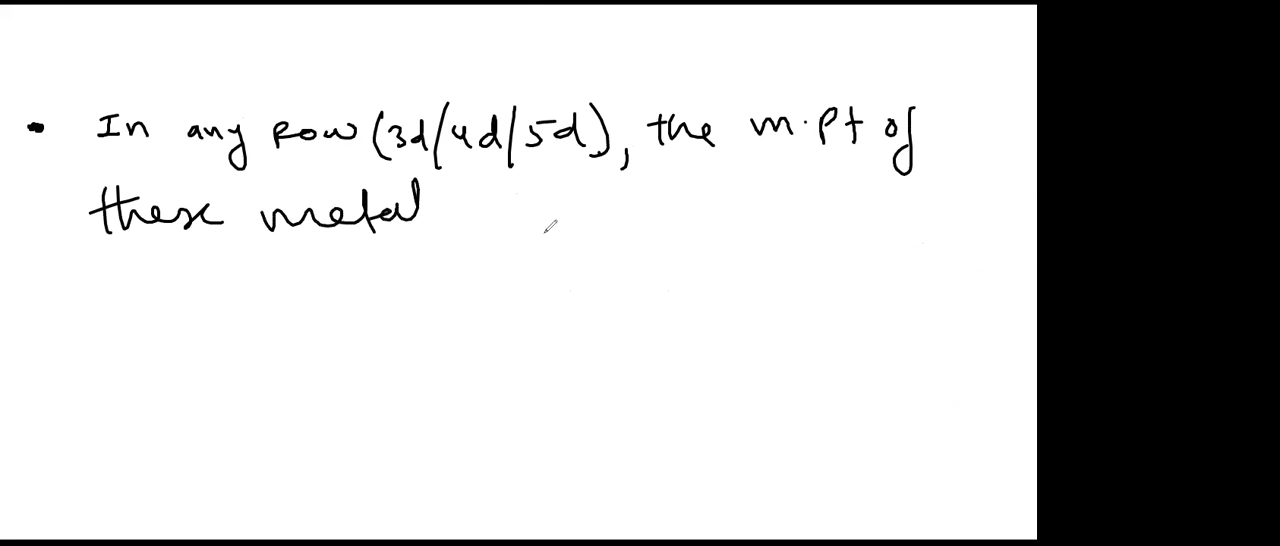 • In any row (3d/4d/5d), the m.pt of
these metal